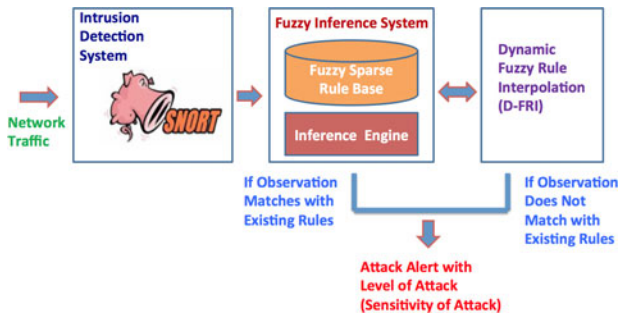 Intrusion
Detection
System
Network
Traffic
SNORT
Fuzzy Inference System
Fuzzy Sparse
Rule Base
Inference Engine
Dynamic
Fuzzy Rule
Interpolation
(D-FRI)
If Observation
Matches with
Existing Rules
If Observation
Does Not
Match with
Existing Rules
Attack Alert with
Level of Attack
(Sensitivity of Attack)